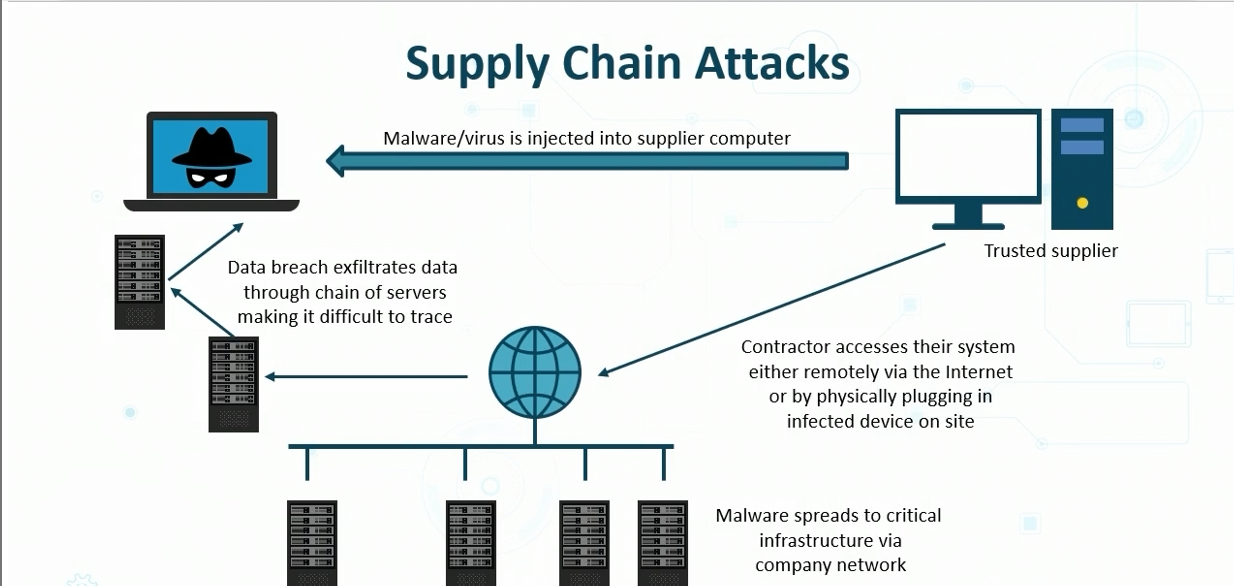 Supply Chain Attacks
Malware/virus is injected into supplier computer
Trusted supplier
Data breach exfiltrates data
through chain of servers
making it difficult to trace
Contractor accesses their system
either remotely via the Internet
or by physically plugging in
infected device on site
Malware spreads to critical
infrastructure via
company network